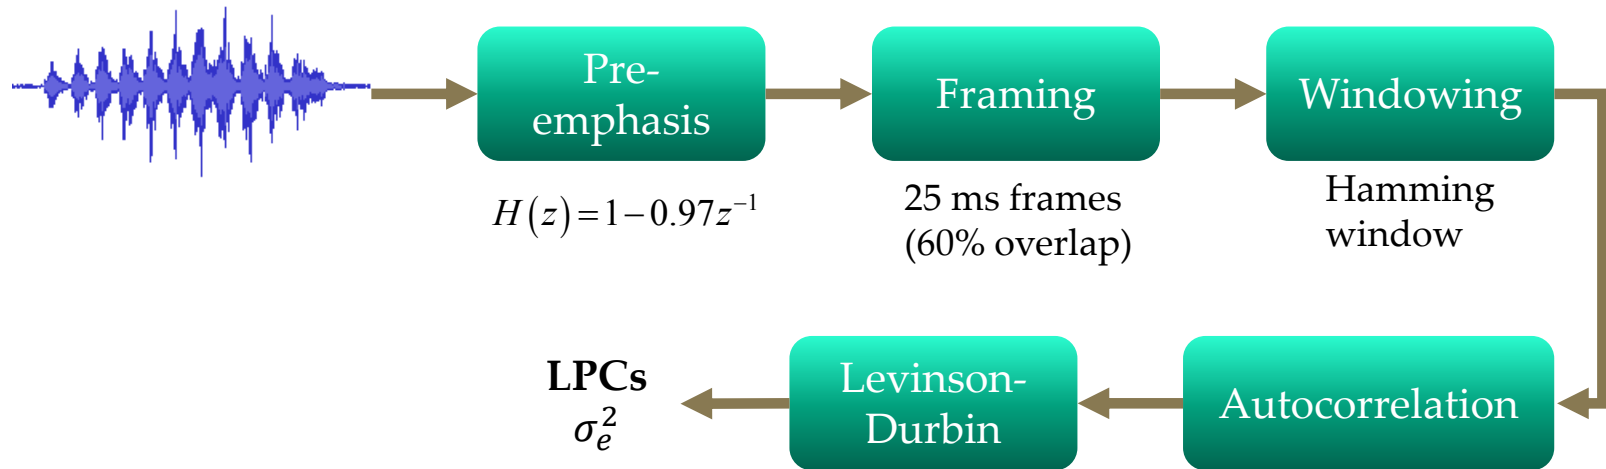 Pre-
emphasis
Framing
Windowing
H(z)=1−0.97z⁻¹
25 ms frames
(60% overlap)
Hamming
window
LPCs
σₑ²
Levinson-
Durbin
Autocorrelation